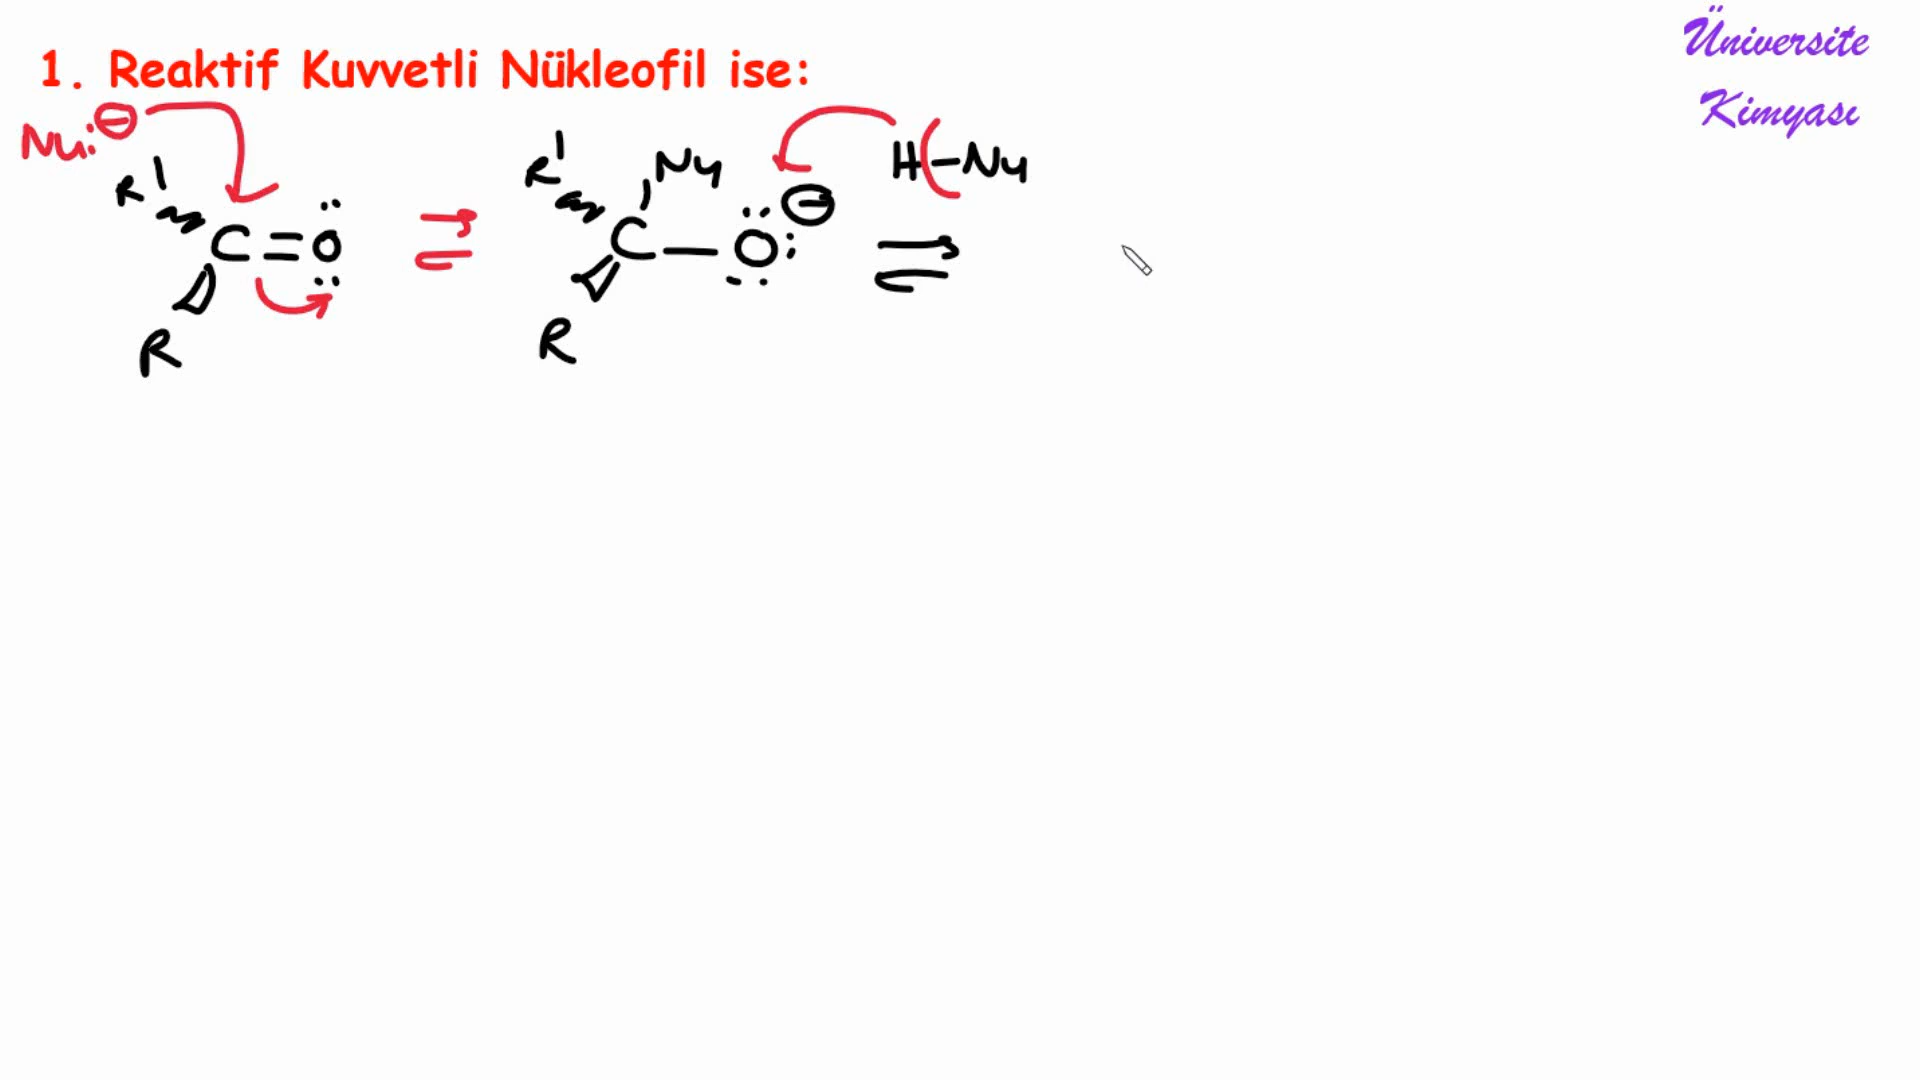 1. Reaktif Kuvvetli Nükleofil ise:
Üniversite
Kimyası
Nu:⊖
R' C=O R
R' Nu C—O:⊖ R
H—Nu